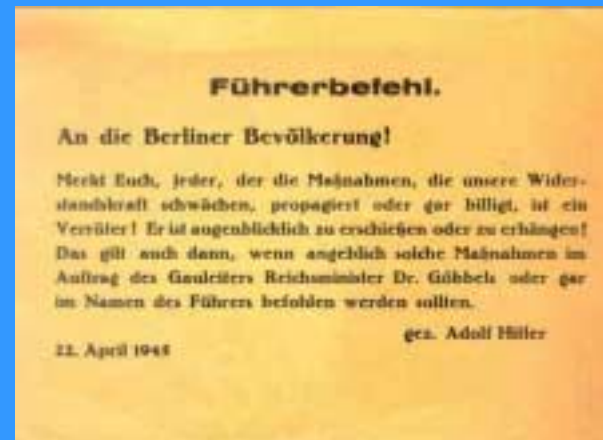 Führerbefehl.
An die Berliner Bevölkerung!
Merkt Euch, jeder, der die Maßnahmen, die unsere Wider-
standskraft schwächen, propagiert oder gar billigt, ist ein
Verräter! Er ist augenblicklich zu erschießen oder zu erhängen!
Das gilt auch dann, wenn angeblich solche Maßnahmen im
Auftrag des Gauleiters Reichsminister Dr. Göbbels oder gar
im Namen des Führers befohlen werden sollten.
gez. Adolf Hitler
22. April 1945